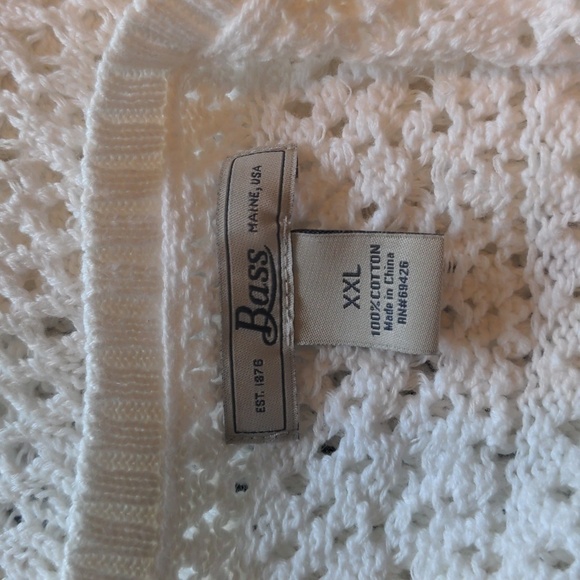 EST. 1876 Bass MAINE, USA
XXL
100% COTTON
Made in China
RN#69426